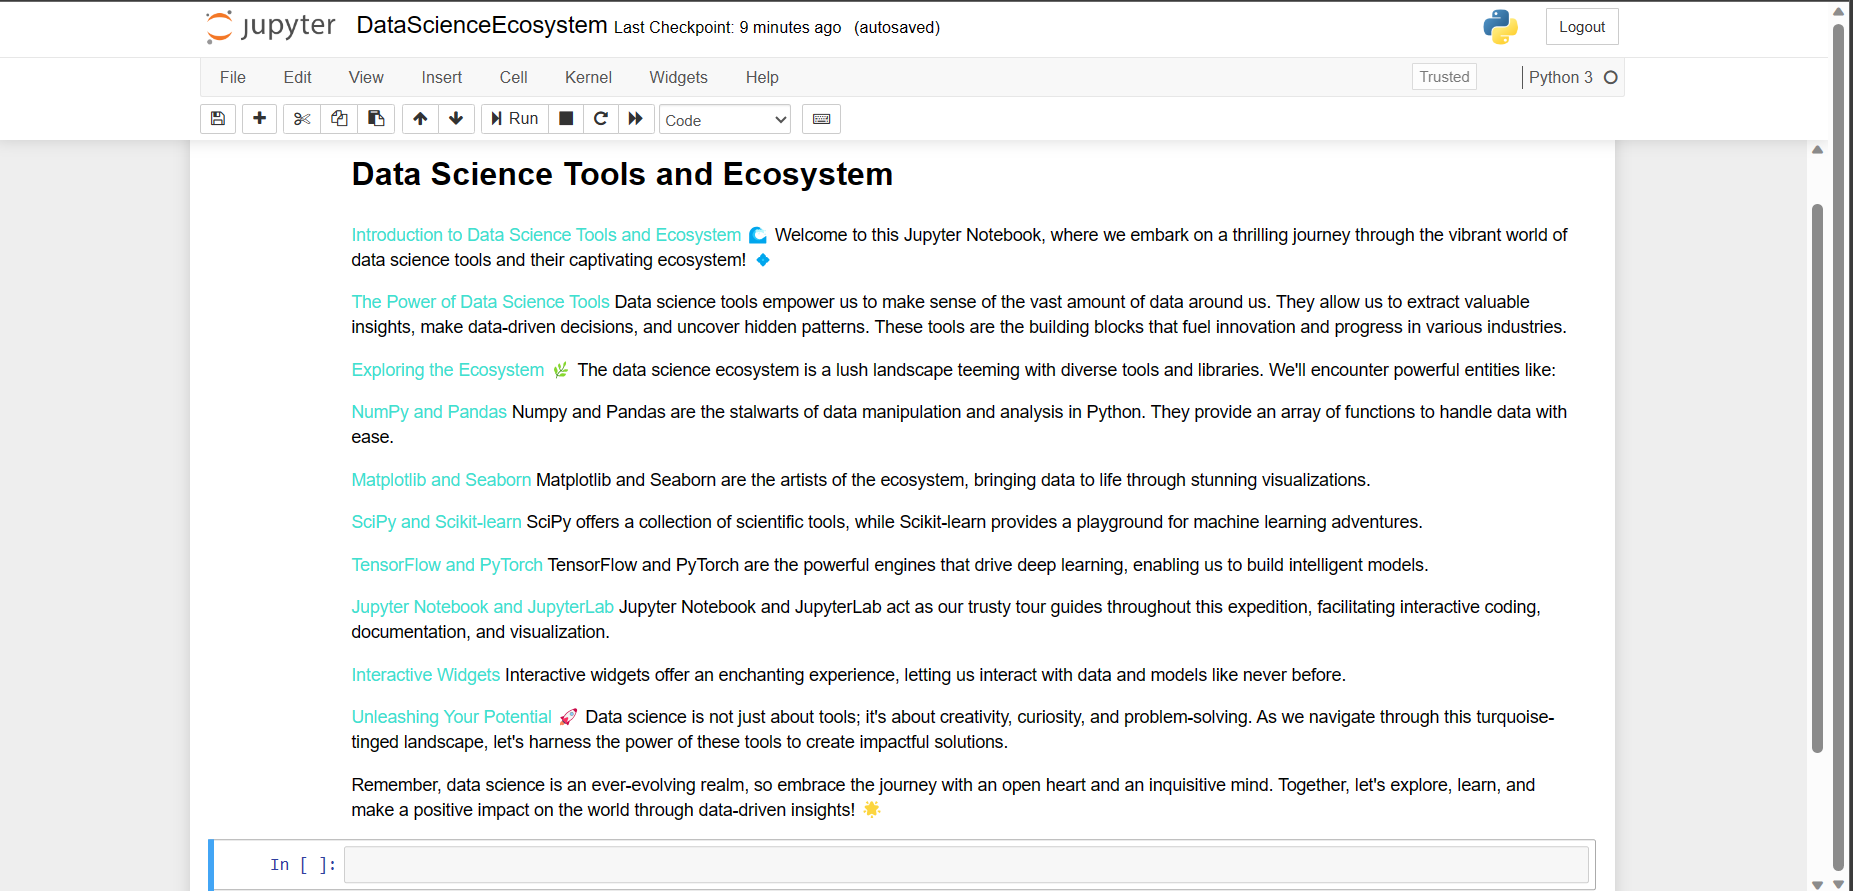 jupyter DataScienceEcosystem Last Checkpoint: 9 minutes ago (autosaved) Logout
File Edit View Insert Cell Kernel Widgets Help Trusted Python 3
Run Code
Data Science Tools and Ecosystem
Introduction to Data Science Tools and Ecosystem 🌊 Welcome to this Jupyter Notebook, where we embark on a thrilling journey through the vibrant world of
data science tools and their captivating ecosystem! 💠
The Power of Data Science Tools Data science tools empower us to make sense of the vast amount of data around us. They allow us to extract valuable
insights, make data-driven decisions, and uncover hidden patterns. These tools are the building blocks that fuel innovation and progress in various industries.
Exploring the Ecosystem 🌿 The data science ecosystem is a lush landscape teeming with diverse tools and libraries. We'll encounter powerful entities like:
NumPy and Pandas Numpy and Pandas are the stalwarts of data manipulation and analysis in Python. They provide an array of functions to handle data with
ease.
Matplotlib and Seaborn Matplotlib and Seaborn are the artists of the ecosystem, bringing data to life through stunning visualizations.
SciPy and Scikit-learn SciPy offers a collection of scientific tools, while Scikit-learn provides a playground for machine learning adventures.
TensorFlow and PyTorch TensorFlow and PyTorch are the powerful engines that drive deep learning, enabling us to build intelligent models.
Jupyter Notebook and JupyterLab Jupyter Notebook and JupyterLab act as our trusty tour guides throughout this expedition, facilitating interactive coding,
documentation, and visualization.
Interactive Widgets Interactive widgets offer an enchanting experience, letting us interact with data and models like never before.
Unleashing Your Potential 🚀 Data science is not just about tools; it's about creativity, curiosity, and problem-solving. As we navigate through this turquoise-
tinged landscape, let's harness the power of these tools to create impactful solutions.
Remember, data science is an ever-evolving realm, so embrace the journey with an open heart and an inquisitive mind. Together, let's explore, learn, and
make a positive impact on the world through data-driven insights! 🌟
In [ ]: